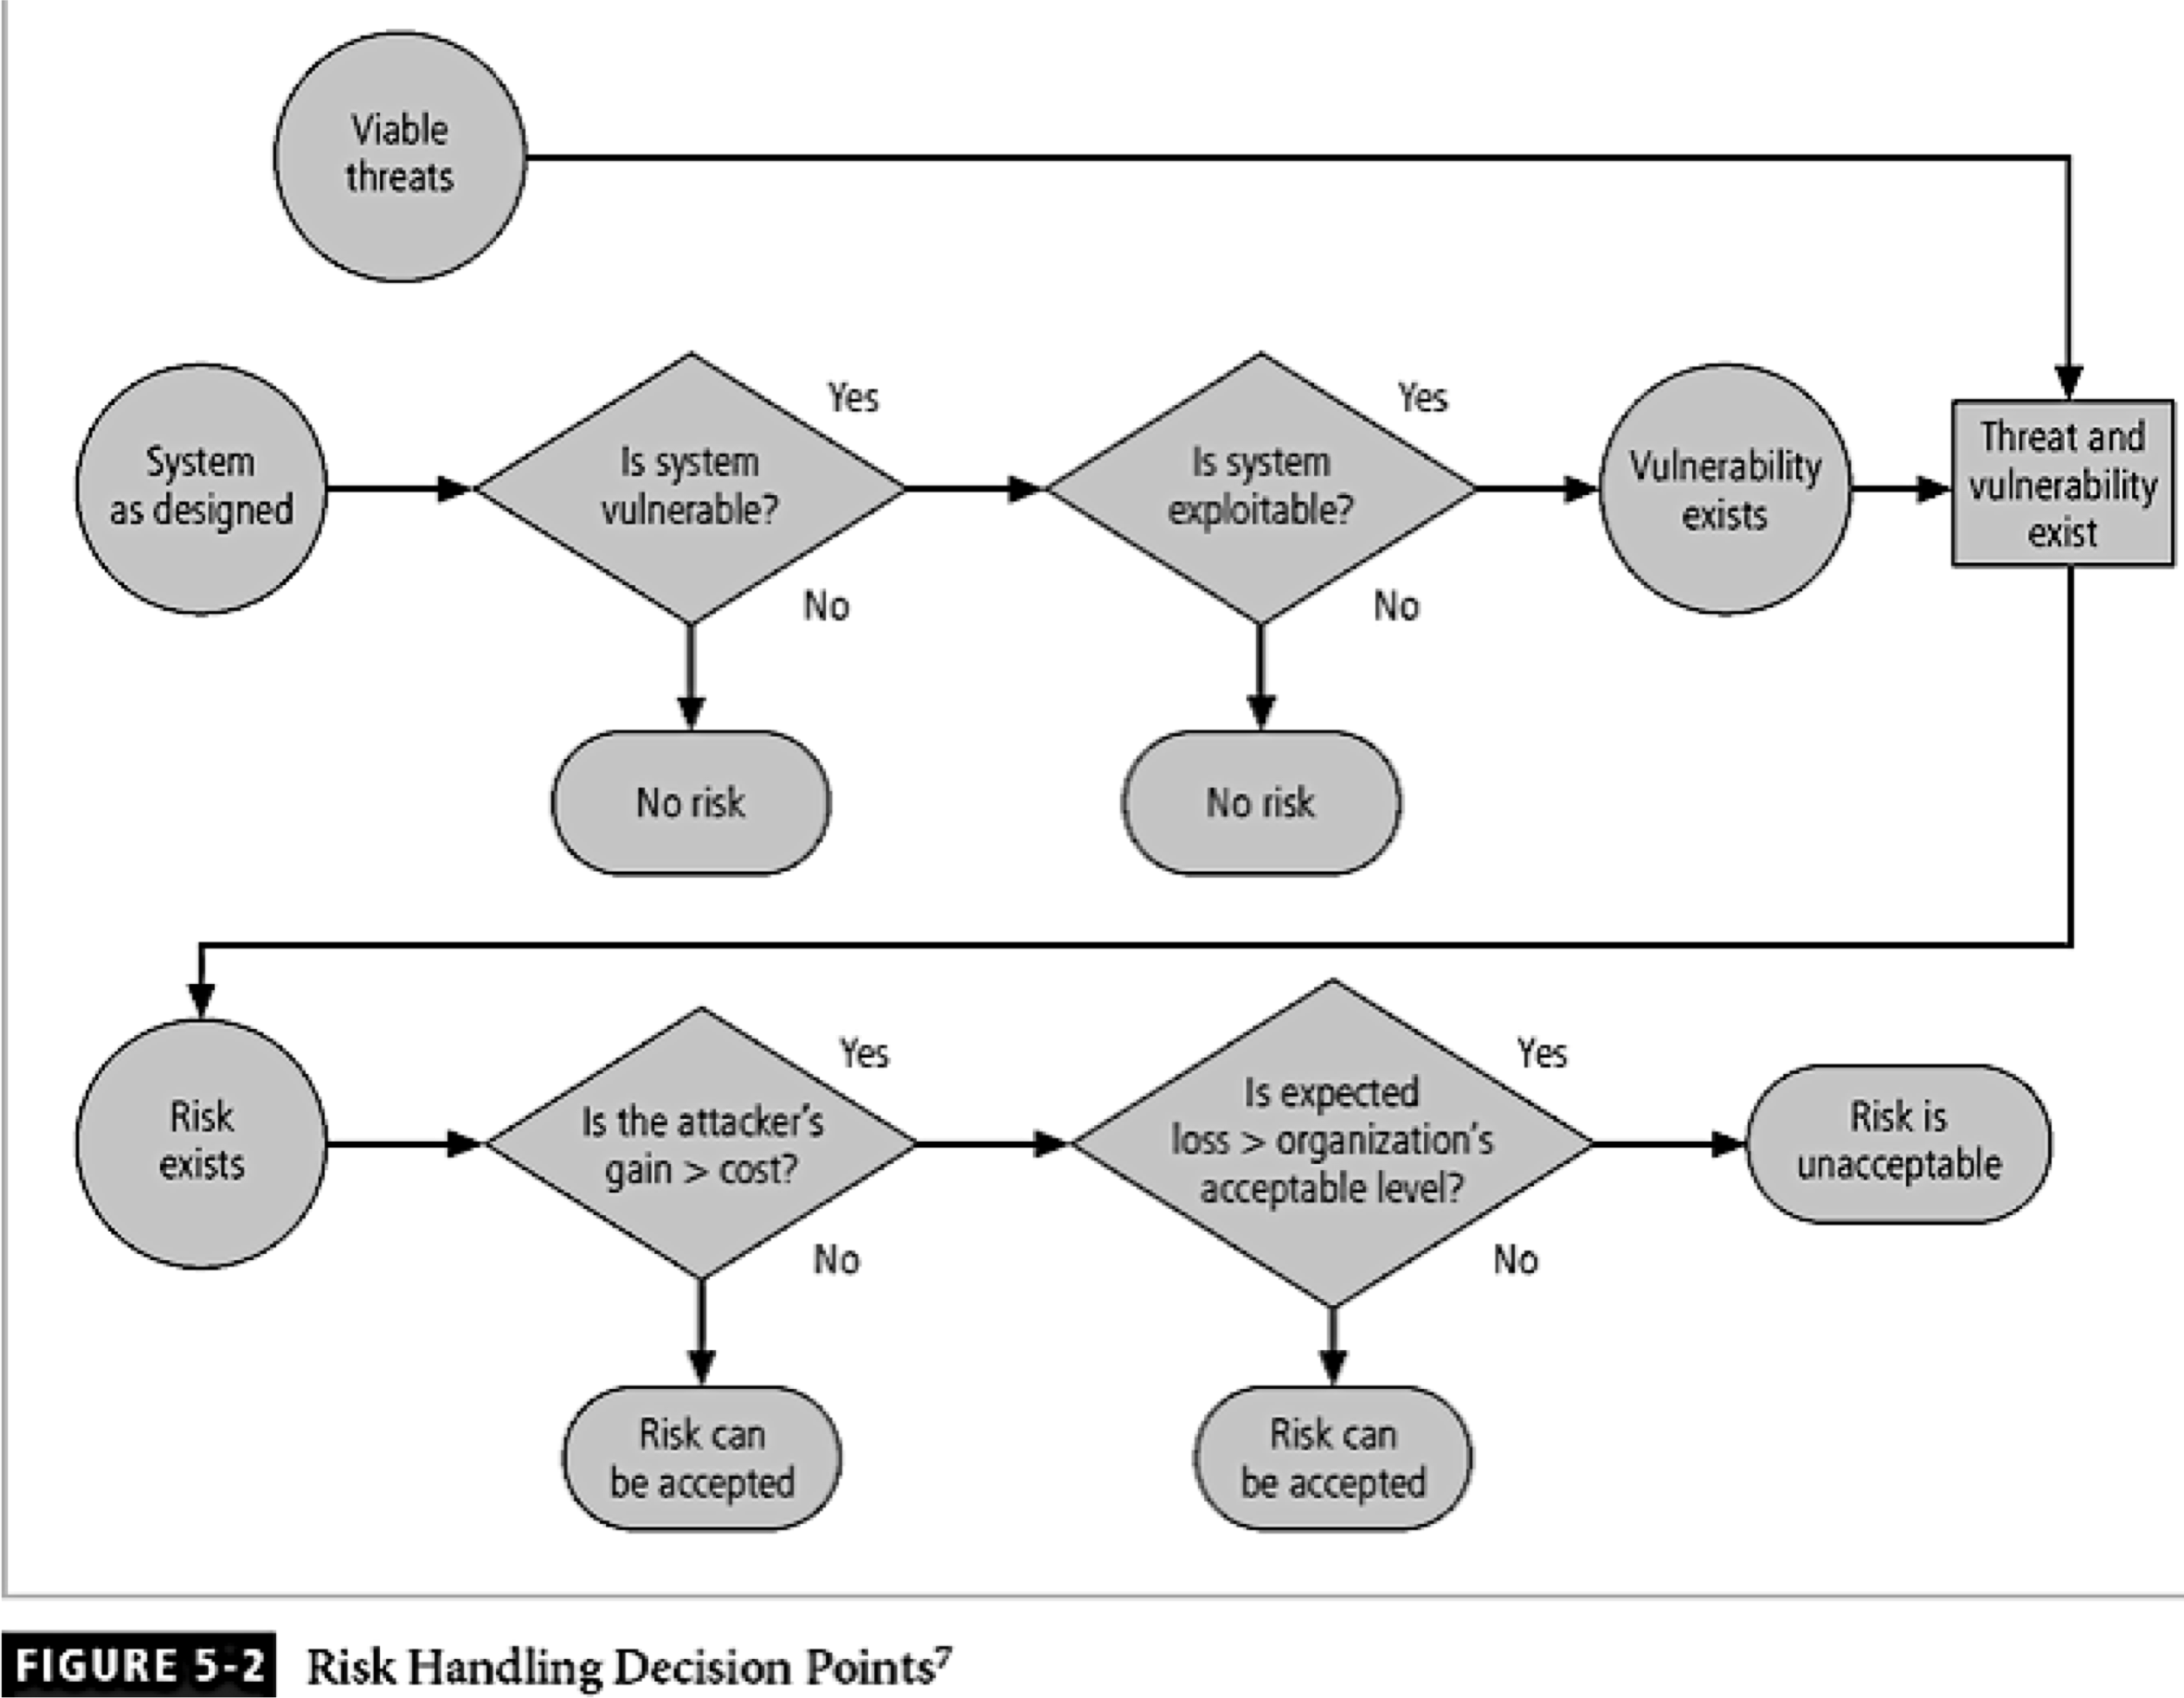 Viable
threats
System
as designed
Is system
vulnerable?
Yes
No
No risk
Is system
exploitable?
Yes
No
No risk
Vulnerability
exists
Threat and
vulnerability
exist
Risk
exists
Is the attacker’s
gain > cost?
Yes
No
Risk can
be accepted
Is expected
loss > organization’s
acceptable level?
Yes
No
Risk can
be accepted
Risk is
unacceptable
FIGURE 5-2 Risk Handling Decision Points⁷